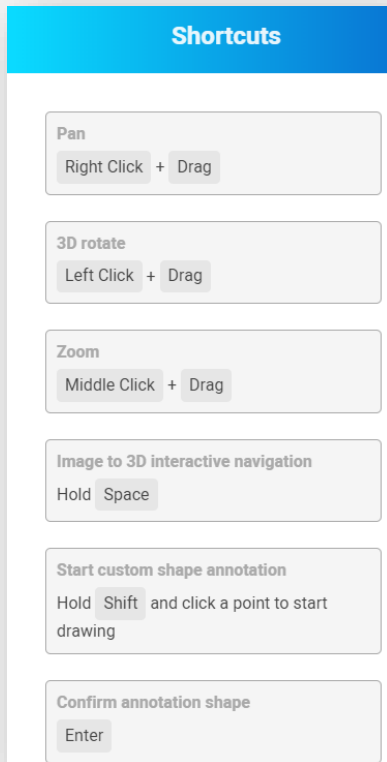 Shortcuts
Pan
Right Click + Drag
3D rotate
Left Click + Drag
Zoom
Middle Click + Drag
Image to 3D interactive navigation
Hold Space
Start custom shape annotation
Hold Shift and click a point to start
drawing
Confirm annotation shape
Enter